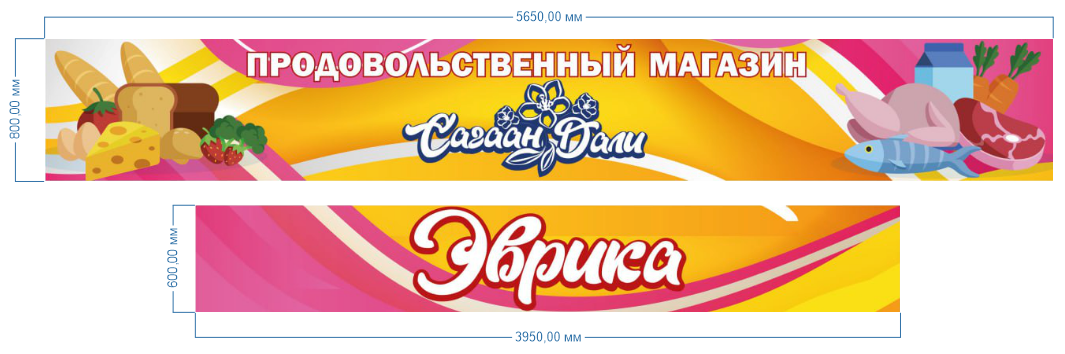 5650,00 мм
800,00 мм
ПРОДОВОЛЬСТВЕННЫЙ МАГАЗИН
Сагаан Дали
600,00 мм
Эврика
3950,00 мм